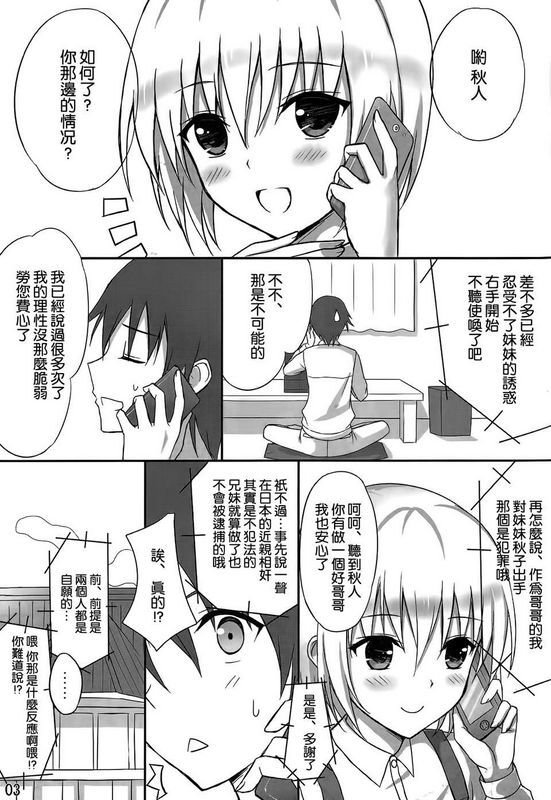 喲秋人
如何了？
你那邊的情況？
差不多已經
忍受不了妹妹的誘惑
右手開始
不聽使喚了吧
不、
那是不可能的
我已經說過很多次了
我的理性沒那麼脆弱
勞您費心了
再怎麼說、作爲哥哥的我
對妹妹秋子出手
那個是犯罪哦
呵呵、聽到秋人
你有做一個好哥哥
我也安心了
是是、多謝了
衹不過…事先說一聲
在日本的近親相姦
其實是不犯法的
兄妹就算做了也
不會被逮捕的哦
誒、真的!?
前、前提是
兩個人都是
自願的…
……
喂 你那是什麼反應啊喂!?
你難道說!?
03